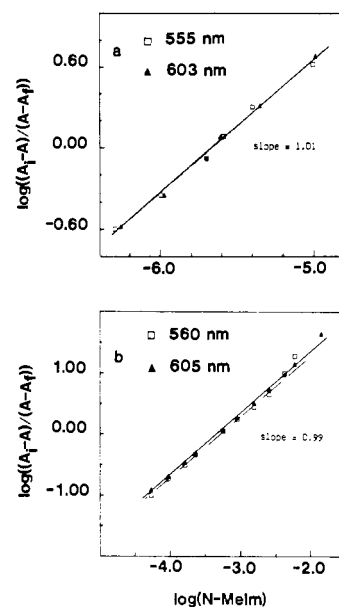 a
□ 555 nm
▲ 603 nm
log((Ai-A)/(A-Af))
0.60
0.00
-0.60
slope = 1.01
-6.0
-5.0
b
□ 560 nm
▲ 605 nm
log((Ai-A)/(A-Af))
1.00
0.00
-1.00
slope = 0.99
-4.0
-3.0
-2.0
log(N-MeIm)